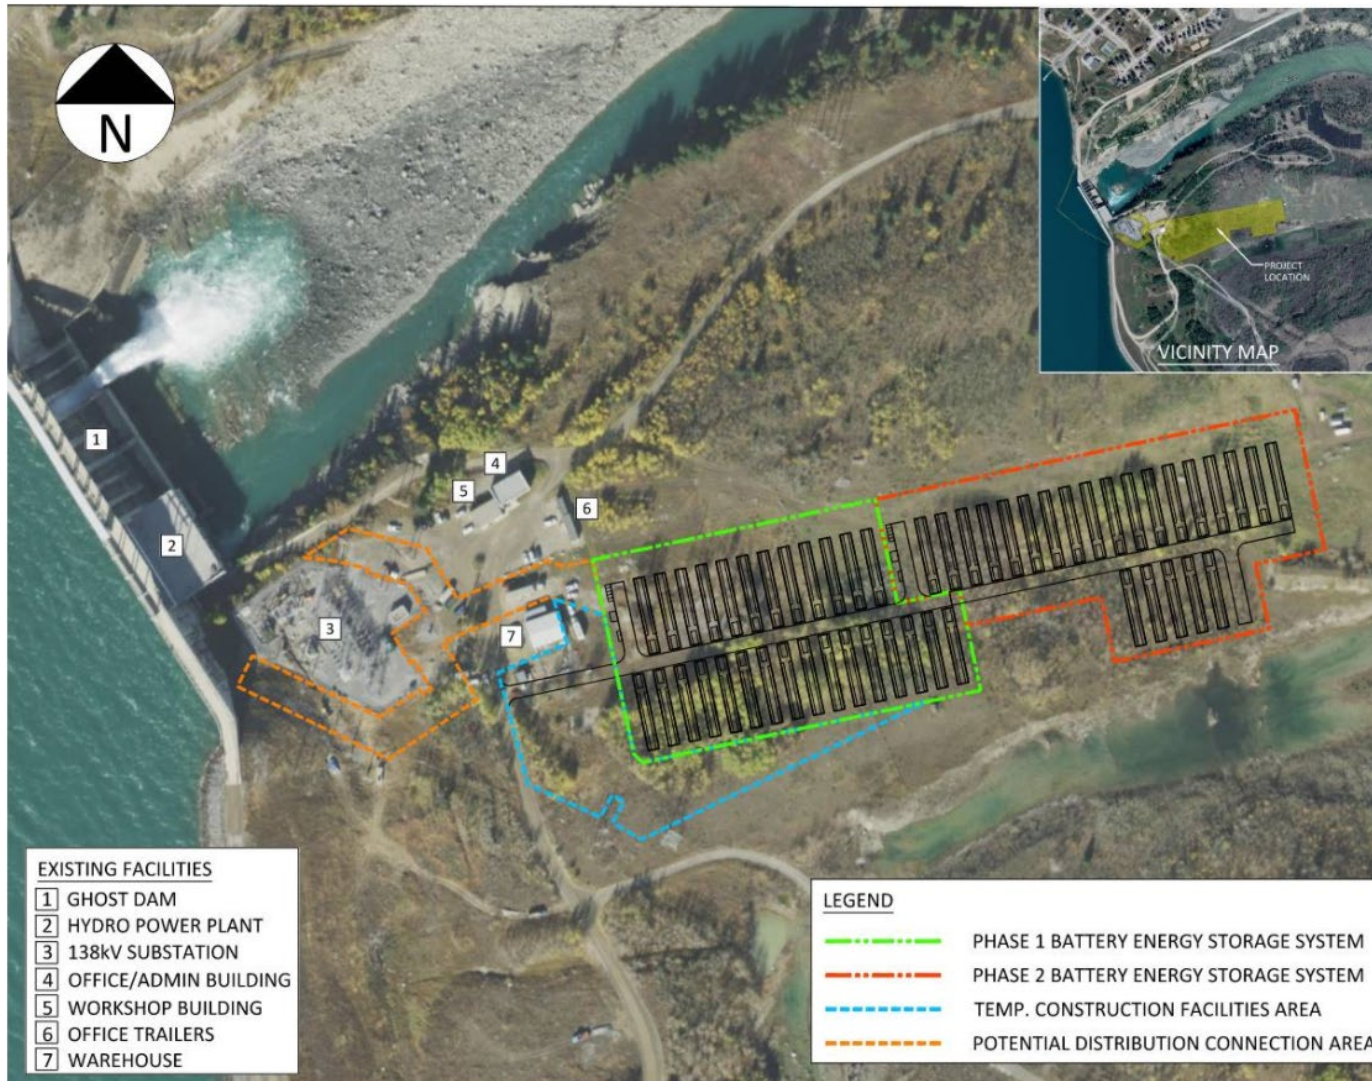 N
PROJECT
LOCATION
VICINITY MAP
1
2
3
4
5
6
7
EXISTING FACILITIES
1 GHOST DAM
2 HYDRO POWER PLANT
3 138kV SUBSTATION
4 OFFICE/ADMIN BUILDING
5 WORKSHOP BUILDING
6 OFFICE TRAILERS
7 WAREHOUSE
LEGEND
PHASE 1 BATTERY ENERGY STORAGE SYSTEM
PHASE 2 BATTERY ENERGY STORAGE SYSTEM
TEMP. CONSTRUCTION FACILITIES AREA
POTENTIAL DISTRIBUTION CONNECTION AREA